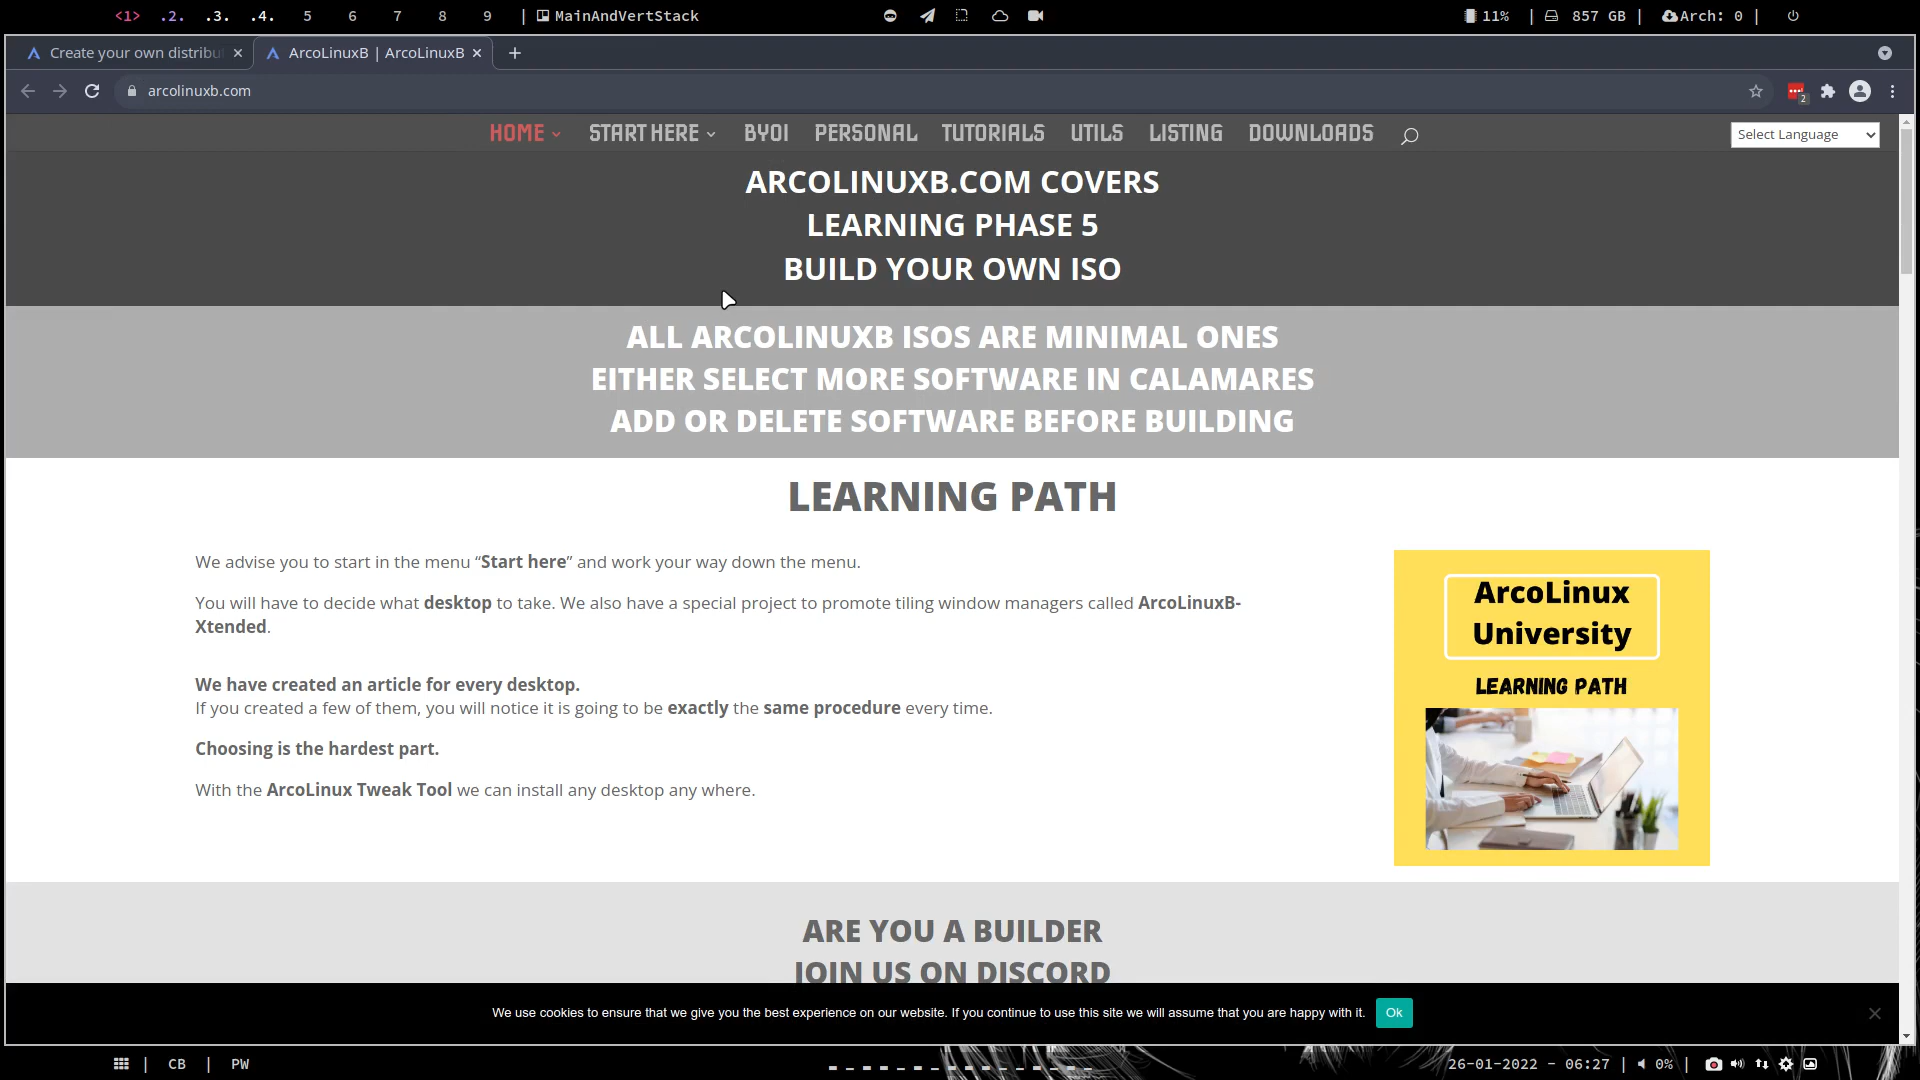 <1> .2. .3. .4. 5 6 7 8 9 | MainAndVertStack
11% | 857 GB | Arch: 0 |
Create your own distribu
ArcoLinuxB | ArcoLinuxB
arcolinuxb.com
2
HOME START HERE BYOI PERSONAL TUTORIALS UTILS LISTING DOWNLOADS
Select Language
ARCOLINUXB.COM COVERS
LEARNING PHASE 5
BUILD YOUR OWN ISO
ALL ARCOLINUXB ISOS ARE MINIMAL ONES
EITHER SELECT MORE SOFTWARE IN CALAMARES
ADD OR DELETE SOFTWARE BEFORE BUILDING
LEARNING PATH
We advise you to start in the menu “Start here” and work your way down the menu.
You will have to decide what desktop to take. We also have a special project to promote tiling window managers called ArcoLinuxB-
Xtended.
We have created an article for every desktop.
If you created a few of them, you will notice it is going to be exactly the same procedure every time.
Choosing is the hardest part.
With the ArcoLinux Tweak Tool we can install any desktop any where.
ArcoLinux
University
LEARNING PATH
ARE YOU A BUILDER
JOIN US ON DISCORD
We use cookies to ensure that we give you the best experience on our website. If you continue to use this site we will assume that you are happy with it.
Ok
| CB | PW
26-01-2022 - 06:27 | 0% |